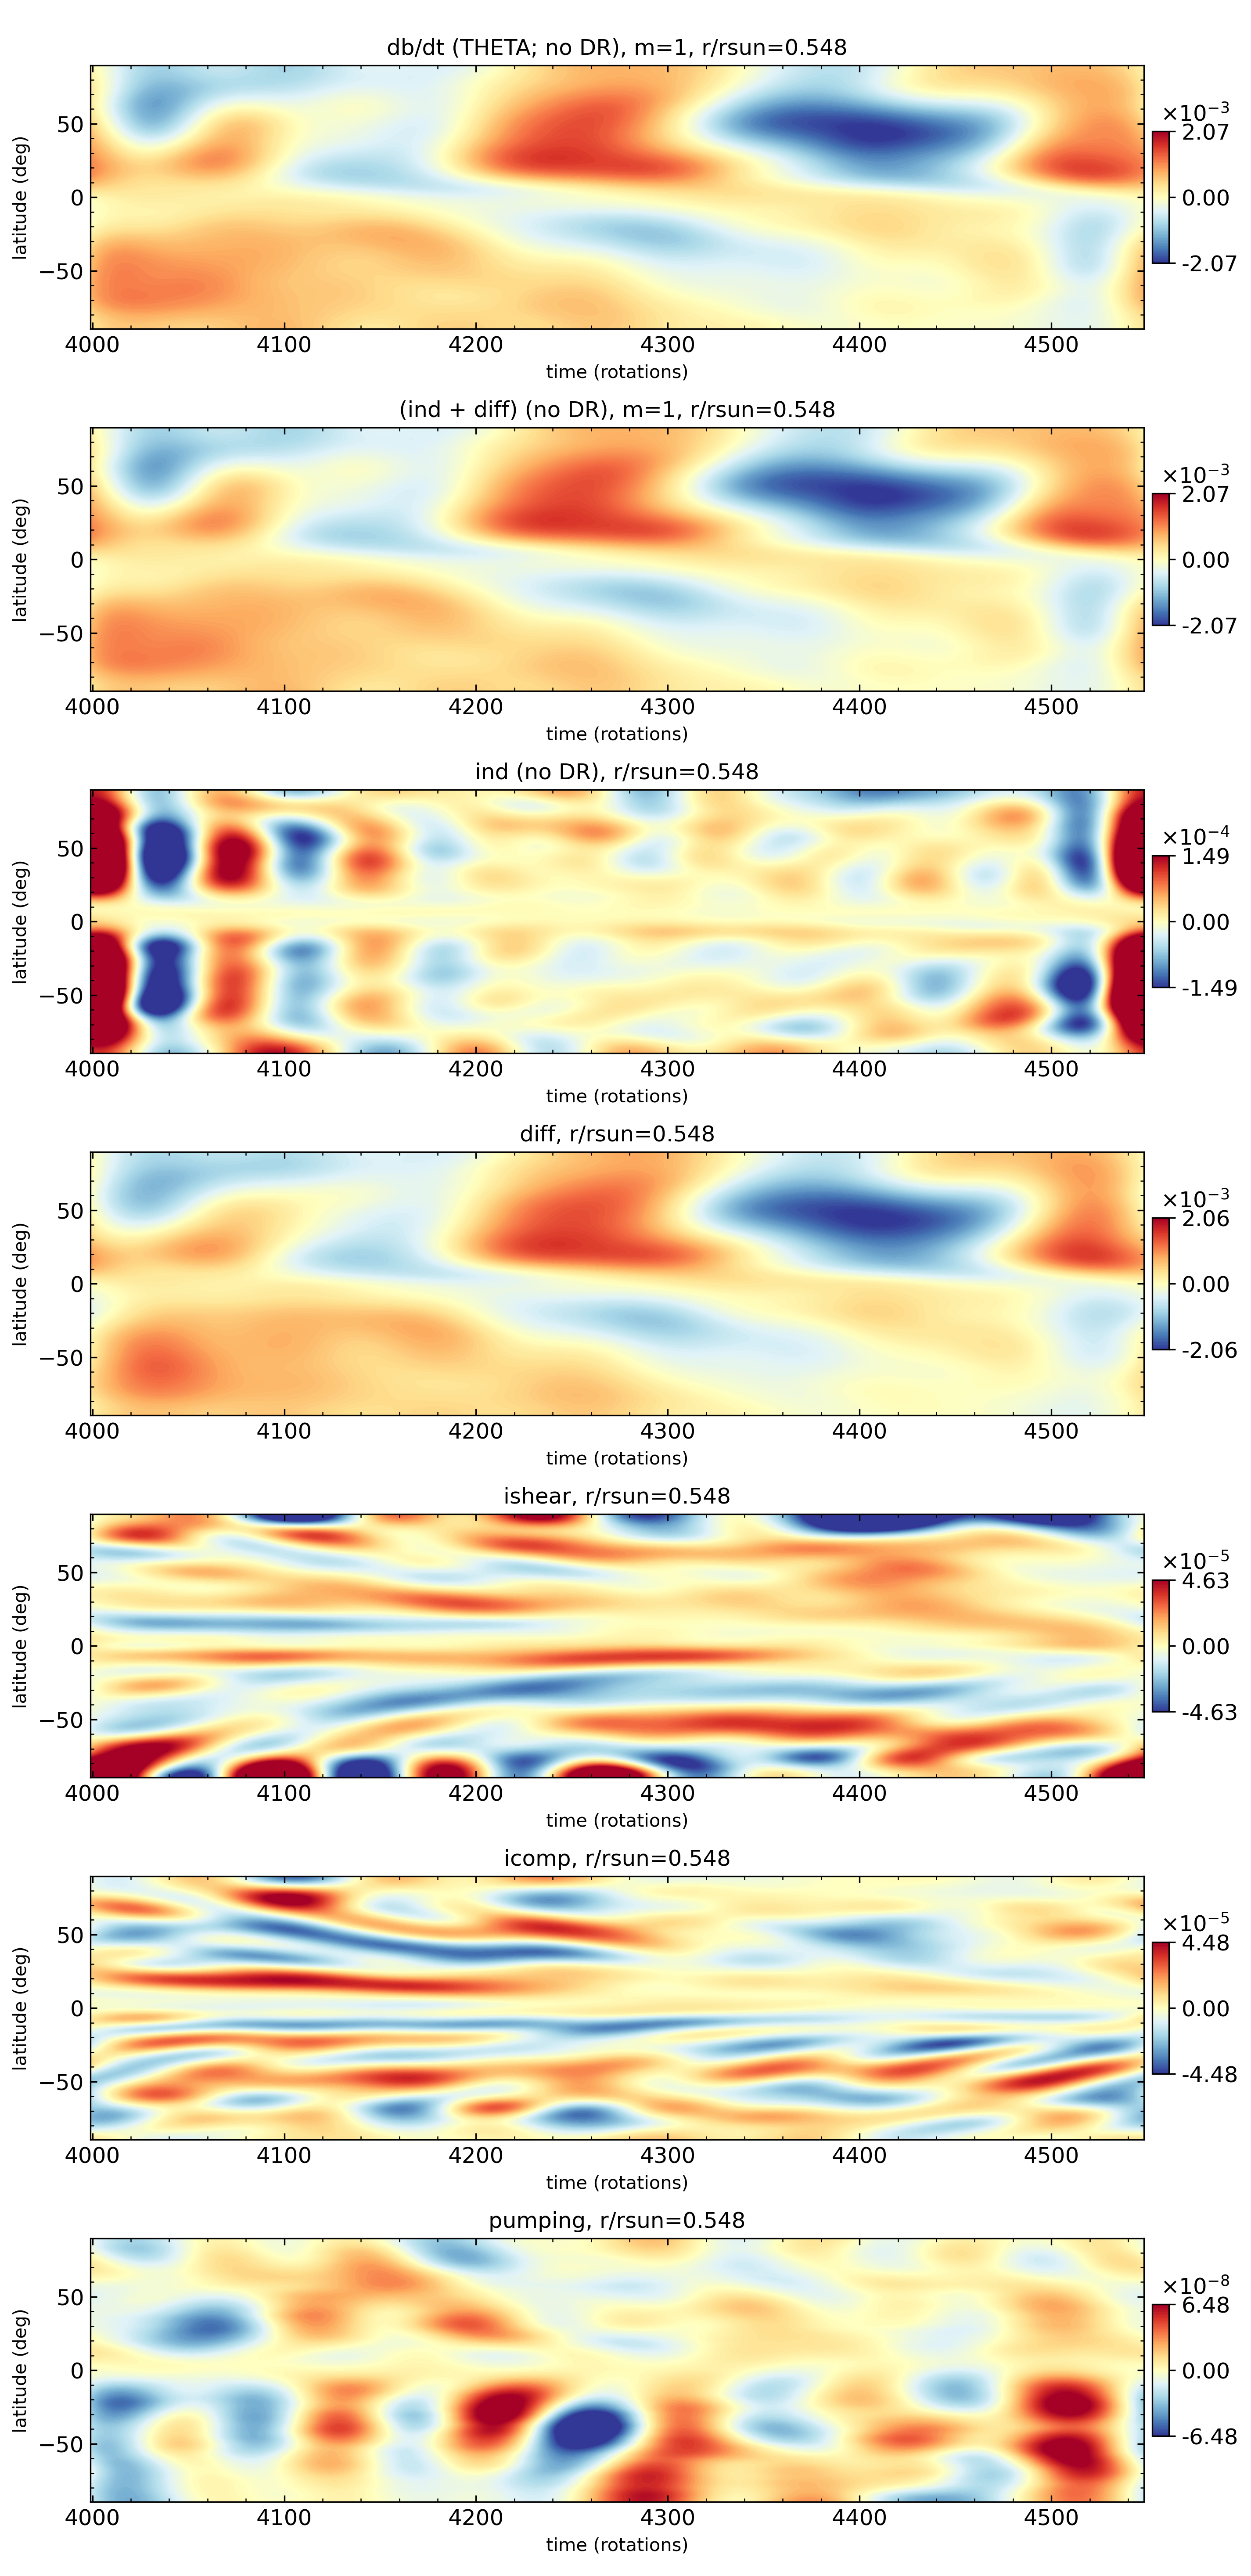 db/dt (THETA; no DR), m=1, r/rsun=0.548
latitude (deg)
50
0
−50
×10⁻³
2.07
0.00
-2.07
4000 4100 4200 4300 4400 4500
time (rotations)
(ind + diff) (no DR), m=1, r/rsun=0.548
latitude (deg)
50
0
−50
×10⁻³
2.07
0.00
-2.07
4000 4100 4200 4300 4400 4500
time (rotations)
ind (no DR), r/rsun=0.548
latitude (deg)
50
0
−50
×10⁻⁴
1.49
0.00
-1.49
4000 4100 4200 4300 4400 4500
time (rotations)
diff, r/rsun=0.548
latitude (deg)
50
0
−50
×10⁻³
2.06
0.00
-2.06
4000 4100 4200 4300 4400 4500
time (rotations)
ishear, r/rsun=0.548
latitude (deg)
50
0
−50
×10⁻⁵
4.63
0.00
-4.63
4000 4100 4200 4300 4400 4500
time (rotations)
icomp, r/rsun=0.548
latitude (deg)
50
0
−50
×10⁻⁵
4.48
0.00
-4.48
4000 4100 4200 4300 4400 4500
time (rotations)
pumping, r/rsun=0.548
latitude (deg)
50
0
−50
×10⁻⁸
6.48
0.00
-6.48
4000 4100 4200 4300 4400 4500
time (rotations)